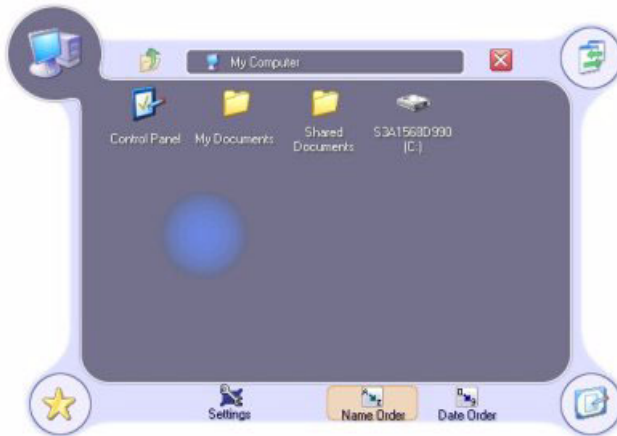 My Computer
Control Panel
My Documents
Shared
Documents
S3A1568D990
(C:)
Settings
Name Order
Date Order